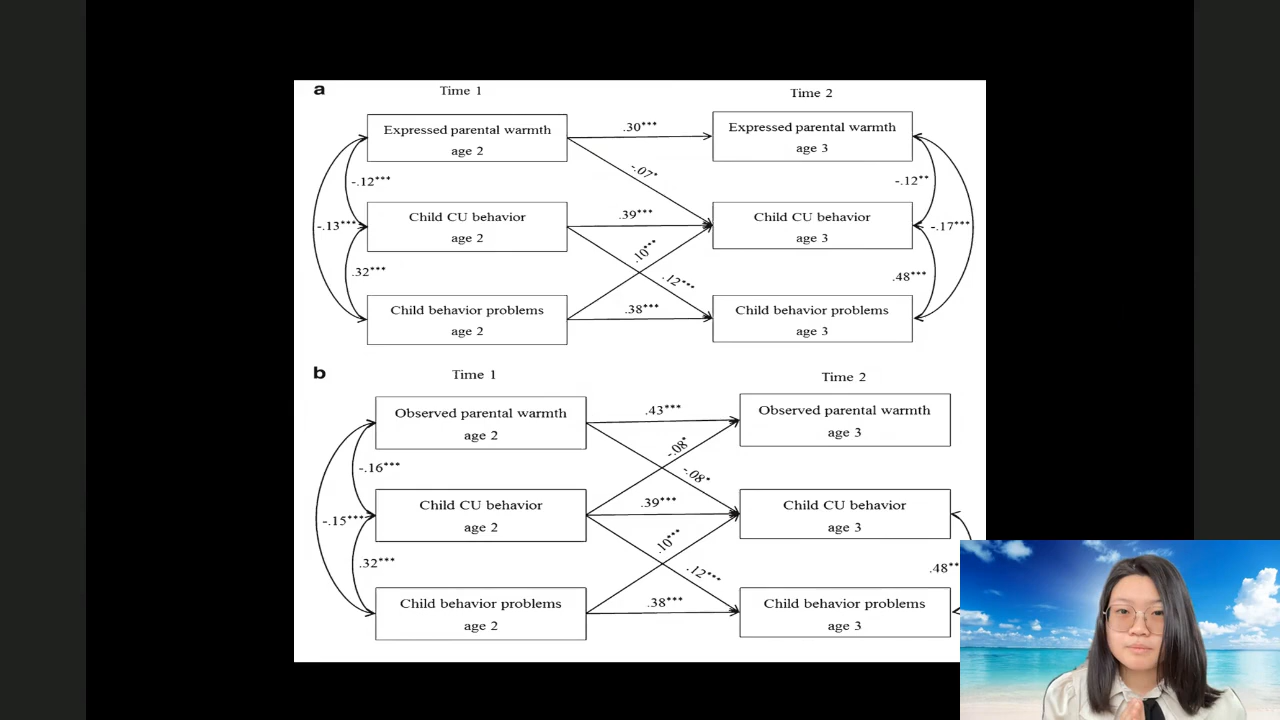 a
Time 1
Time 2
Expressed parental warmth
age 2
.30***
Expressed parental warmth
age 3
-.07*
-.12***
-.12**
Child CU behavior
age 2
.39***
Child CU behavior
age 3
-.13***
-.17***
.10***
.12***
.32***
.48***
Child behavior problems
age 2
.38***
Child behavior problems
age 3
b
Time 1
Time 2
Observed parental warmth
age 2
.43***
Observed parental warmth
age 3
-.08*
-.08*
-.16***
Child CU behavior
age 2
.39***
Child CU behavior
age 3
-.15***
.10***
.12***
.32***
.48**
Child behavior problems
age 2
.38***
Child behavior problems
age 3